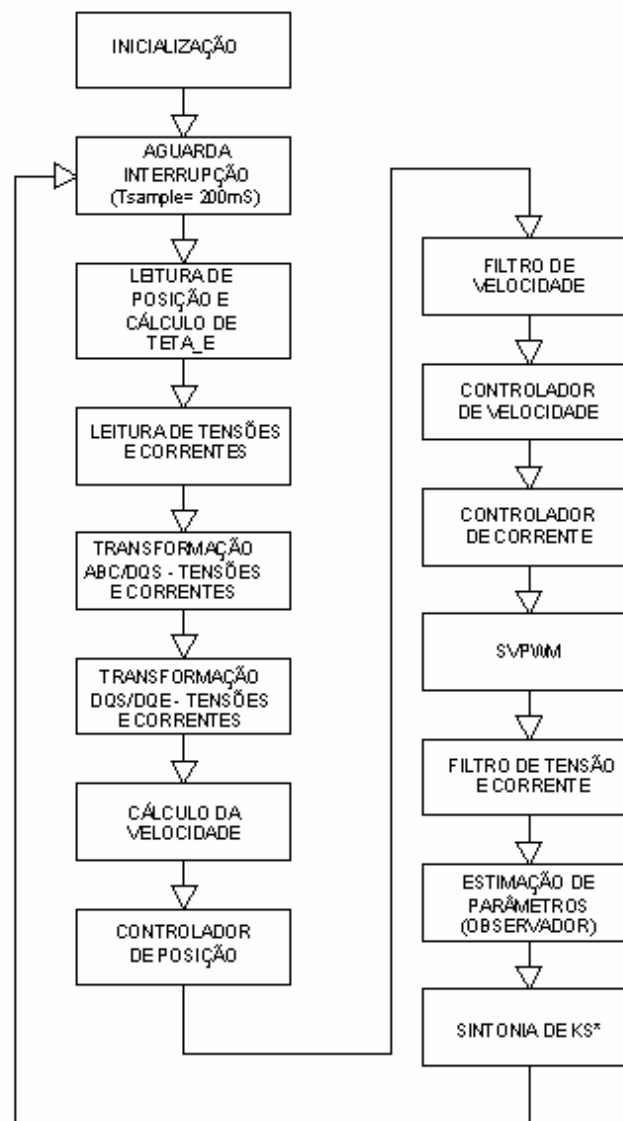 INICIALIZAÇÃO
AGUARDA
INTERRUPÇÃO
(Tsample= 200mS)
LEITURA DE
POSIÇÃO E
CÁLCULO DE
TETA_E
LEITURA DE TENSÕES
E CORRENTES
TRANSFORMAÇÃO
ABC/DQS - TENSÕES
E CORRENTES
TRANSFORMAÇÃO
DQS/DQE - TENSÕES
E CORRENTES
CÁLCULO DA
VELOCIDADE
CONTROLADOR
DE POSIÇÃO
FILTRO DE
VELOCIDADE
CONTROLADOR
DE VELOCIDADE
CONTROLADOR
DE CORRENTE
SVPWM
FILTRO DE TENSÃO
E CORRENTE
ESTIMAÇÃO DE
PARÂMETROS
(OBSERVADOR)
SINTONIA DE KS*